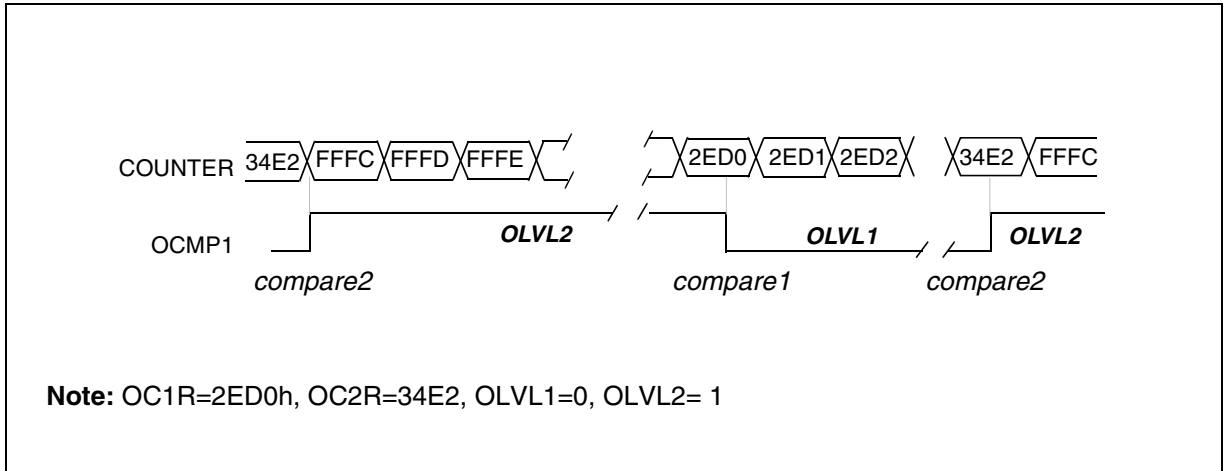 COUNTER 34E2 FFFC FFFD FFFE 2ED0 2ED1 2ED2 34E2 FFFC
OCMP1 OLVL2 OLVL1 OLVL2
compare2 compare1 compare2
Note: OC1R=2ED0h, OC2R=34E2, OLVL1=0, OLVL2= 1